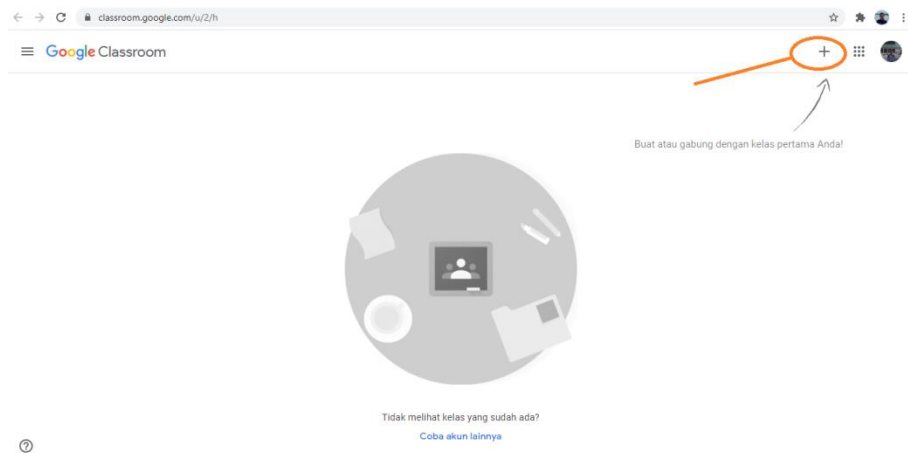 classroom.google.com/u/2/h
Google Classroom
Buat atau gabung dengan kelas pertama Anda!
Tidak melihat kelas yang sudah ada?
Coba akun lainnya